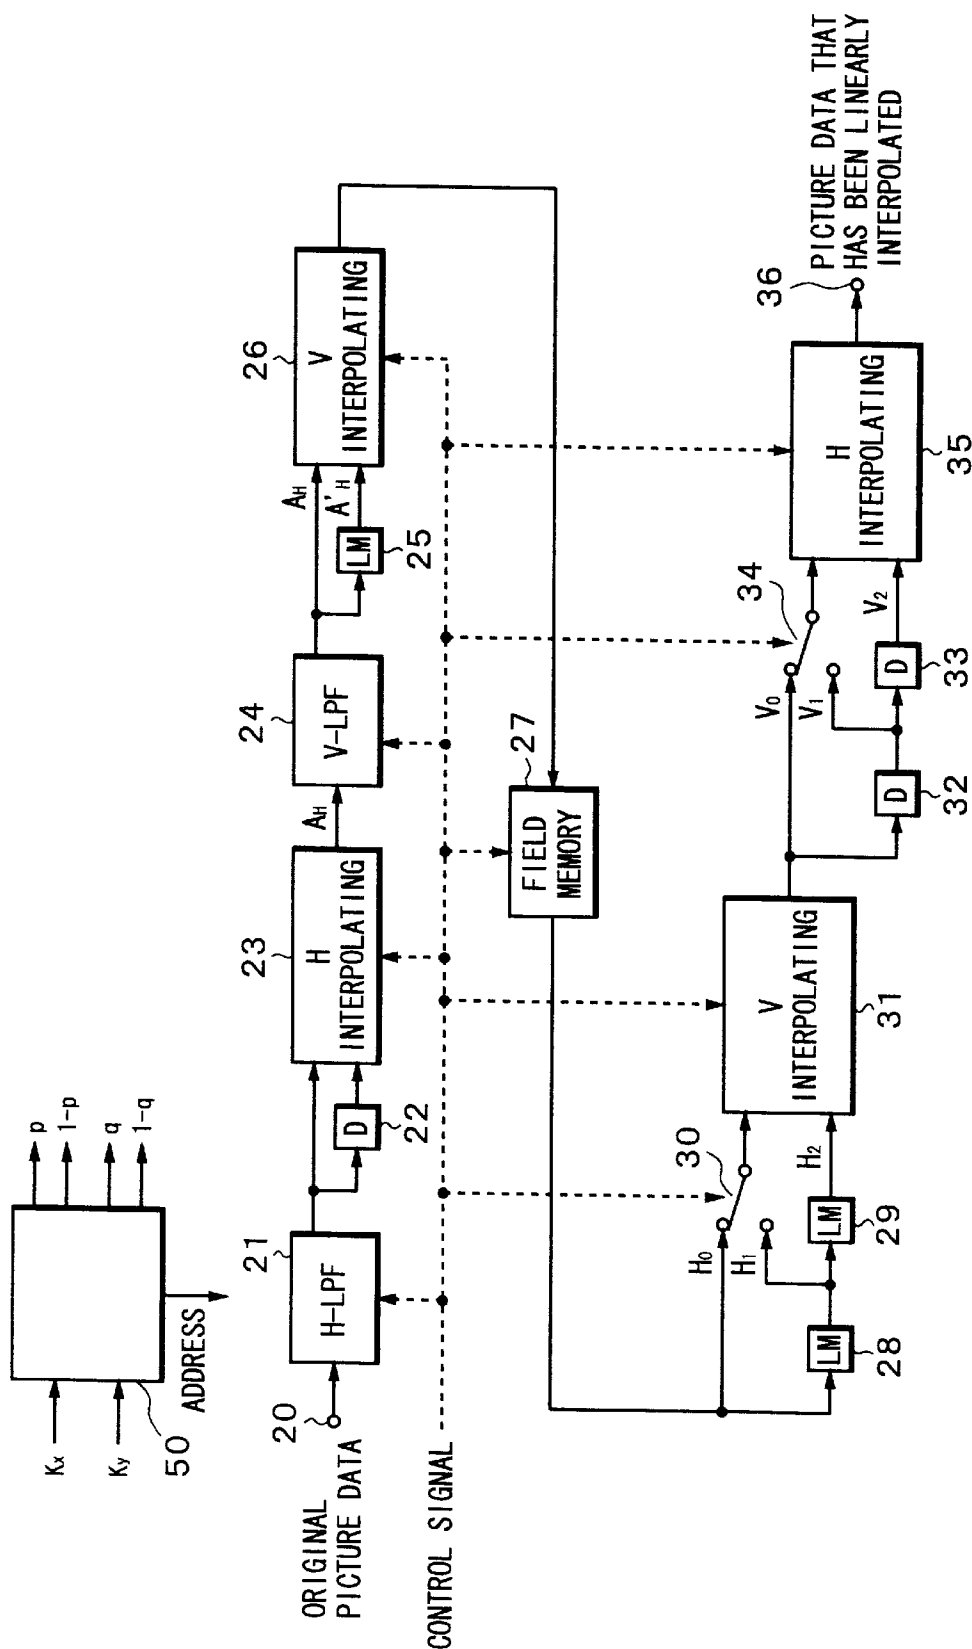 Kx
Ky
50
ADDRESS
p
1-p
q
1-q
ORIGINAL
PICTURE DATA
20
21
H-LPF
D
22
23
H
INTERPOLATING
AH
24
V-LPF
AH
LM
25
A'H
26
V
INTERPOLATING
CONTROL SIGNAL
27
FIELD
MEMORY
LM
28
H0
H1
LM
29
H2
30
V
INTERPOLATING
31
D
32
V0
V1
D
33
V2
34
H
INTERPOLATING
35
36
PICTURE DATA THAT
HAS BEEN LINEARLY
INTERPOLATED